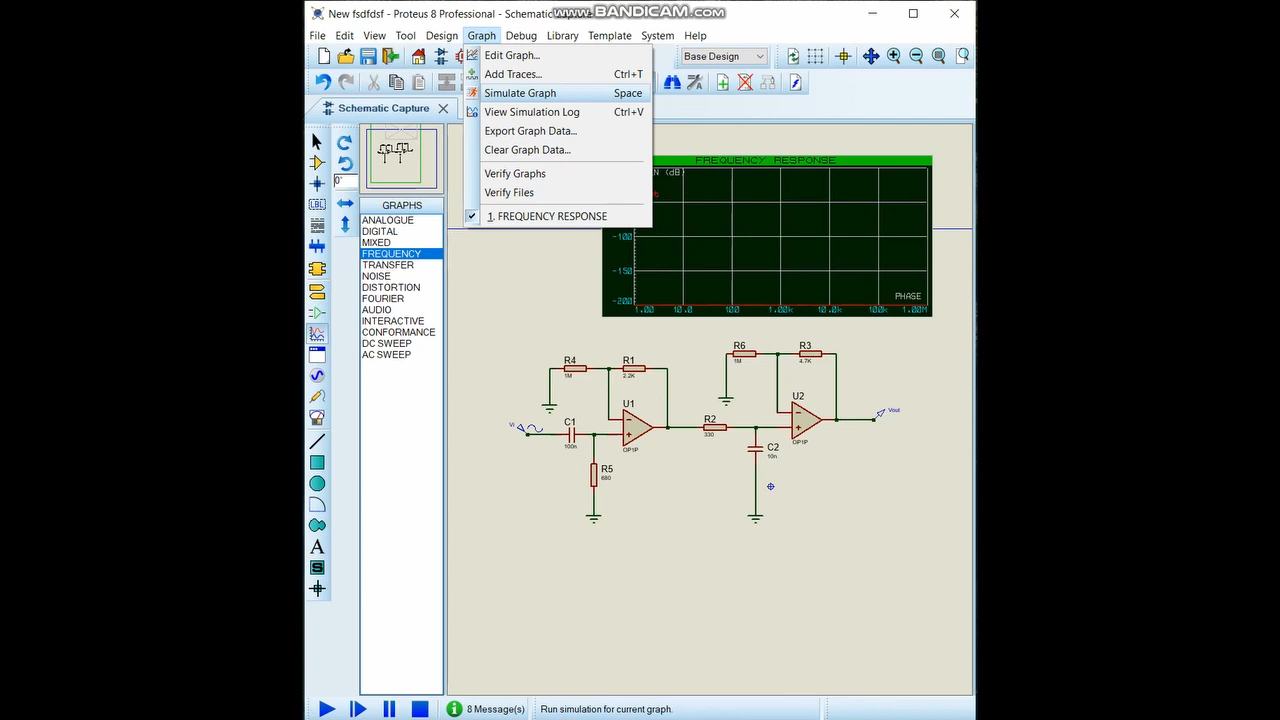 New fsdfdsf - Proteus 8 Professional - Schematic Capture
www.BANDICAM.com
File Edit View Tool Design Graph Debug Library Template System Help
Base Design
Schematic Capture
Edit Graph...
Add Traces... Ctrl+T
Simulate Graph Space
View Simulation Log Ctrl+V
Export Graph Data...
Clear Graph Data...
Verify Graphs
Verify Files
1. FREQUENCY RESPONSE
LBL
S
A
GRAPHS
ANALOGUE
DIGITAL
MIXED
FREQUENCY
TRANSFER
NOISE
DISTORTION
FOURIER
AUDIO
INTERACTIVE
CONFORMANCE
DC SWEEP
AC SWEEP
FREQUENCY RESPONSE
(dB)
-100
-150
-200
PHASE
1.00 10.0 100 1.00k 10.0k 100k 1.00M
R4
1M
R1
2.2K
R6
1M
R3
4.7K
U1
OP1P
U2
OP1P
Vi
C1
100n
R2
330
Vout
C2
10n
R5
680
8 Message(s)
Run simulation for current graph.